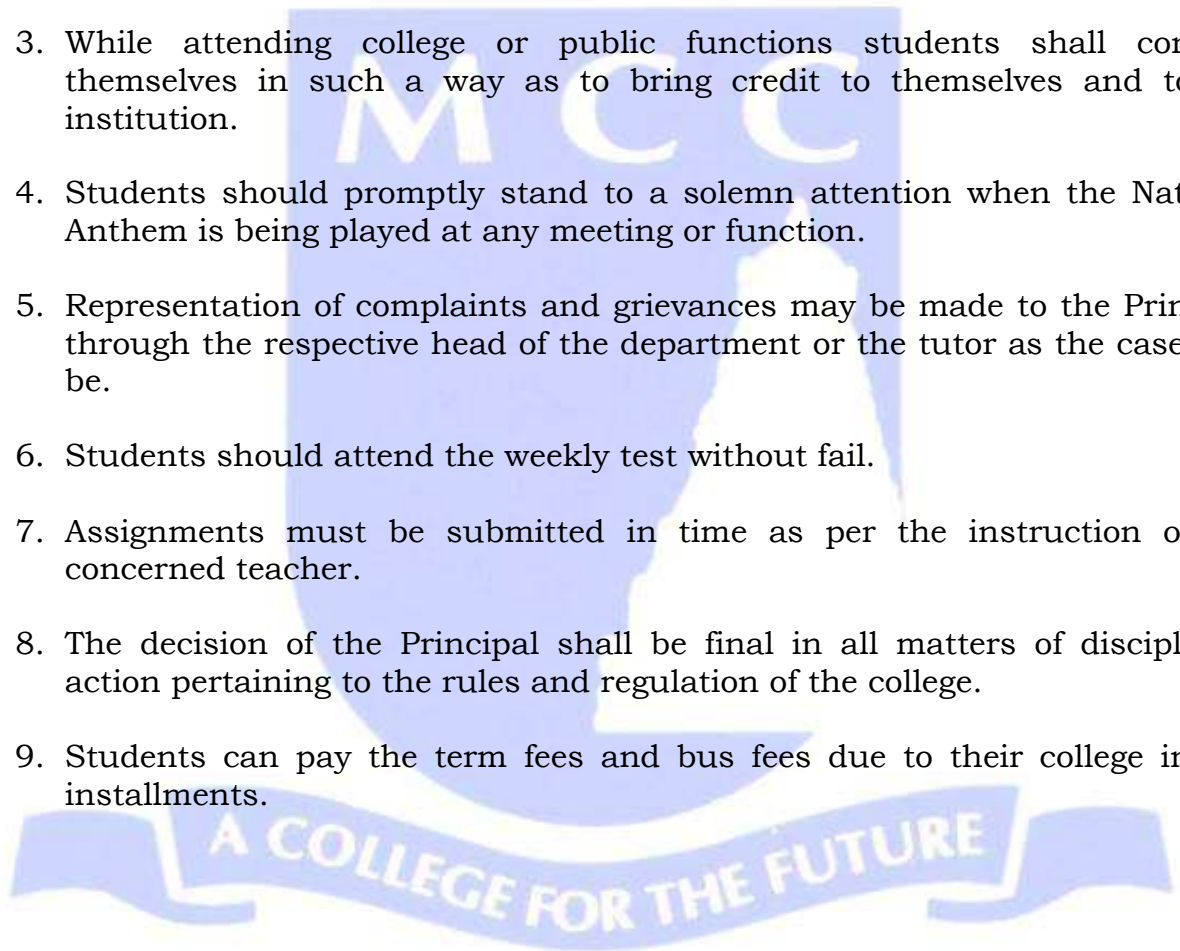 3. While attending college or public functions students shall con
themselves in such a way as to bring credit to themselves and to
institution.
MCC
4. Students should promptly stand to a solemn attention when the Nat
Anthem is being played at any meeting or function.
5. Representation of complaints and grievances may be made to the Prin
through the respective head of the department or the tutor as the case
be.
6. Students should attend the weekly test without fail.
7. Assignments must be submitted in time as per the instruction o
concerned teacher.
8. The decision of the Principal shall be final in all matters of discipl
action pertaining to the rules and regulation of the college.
9. Students can pay the term fees and bus fees due to their college in
installments.
A COLLEGE FOR THE FUTURE